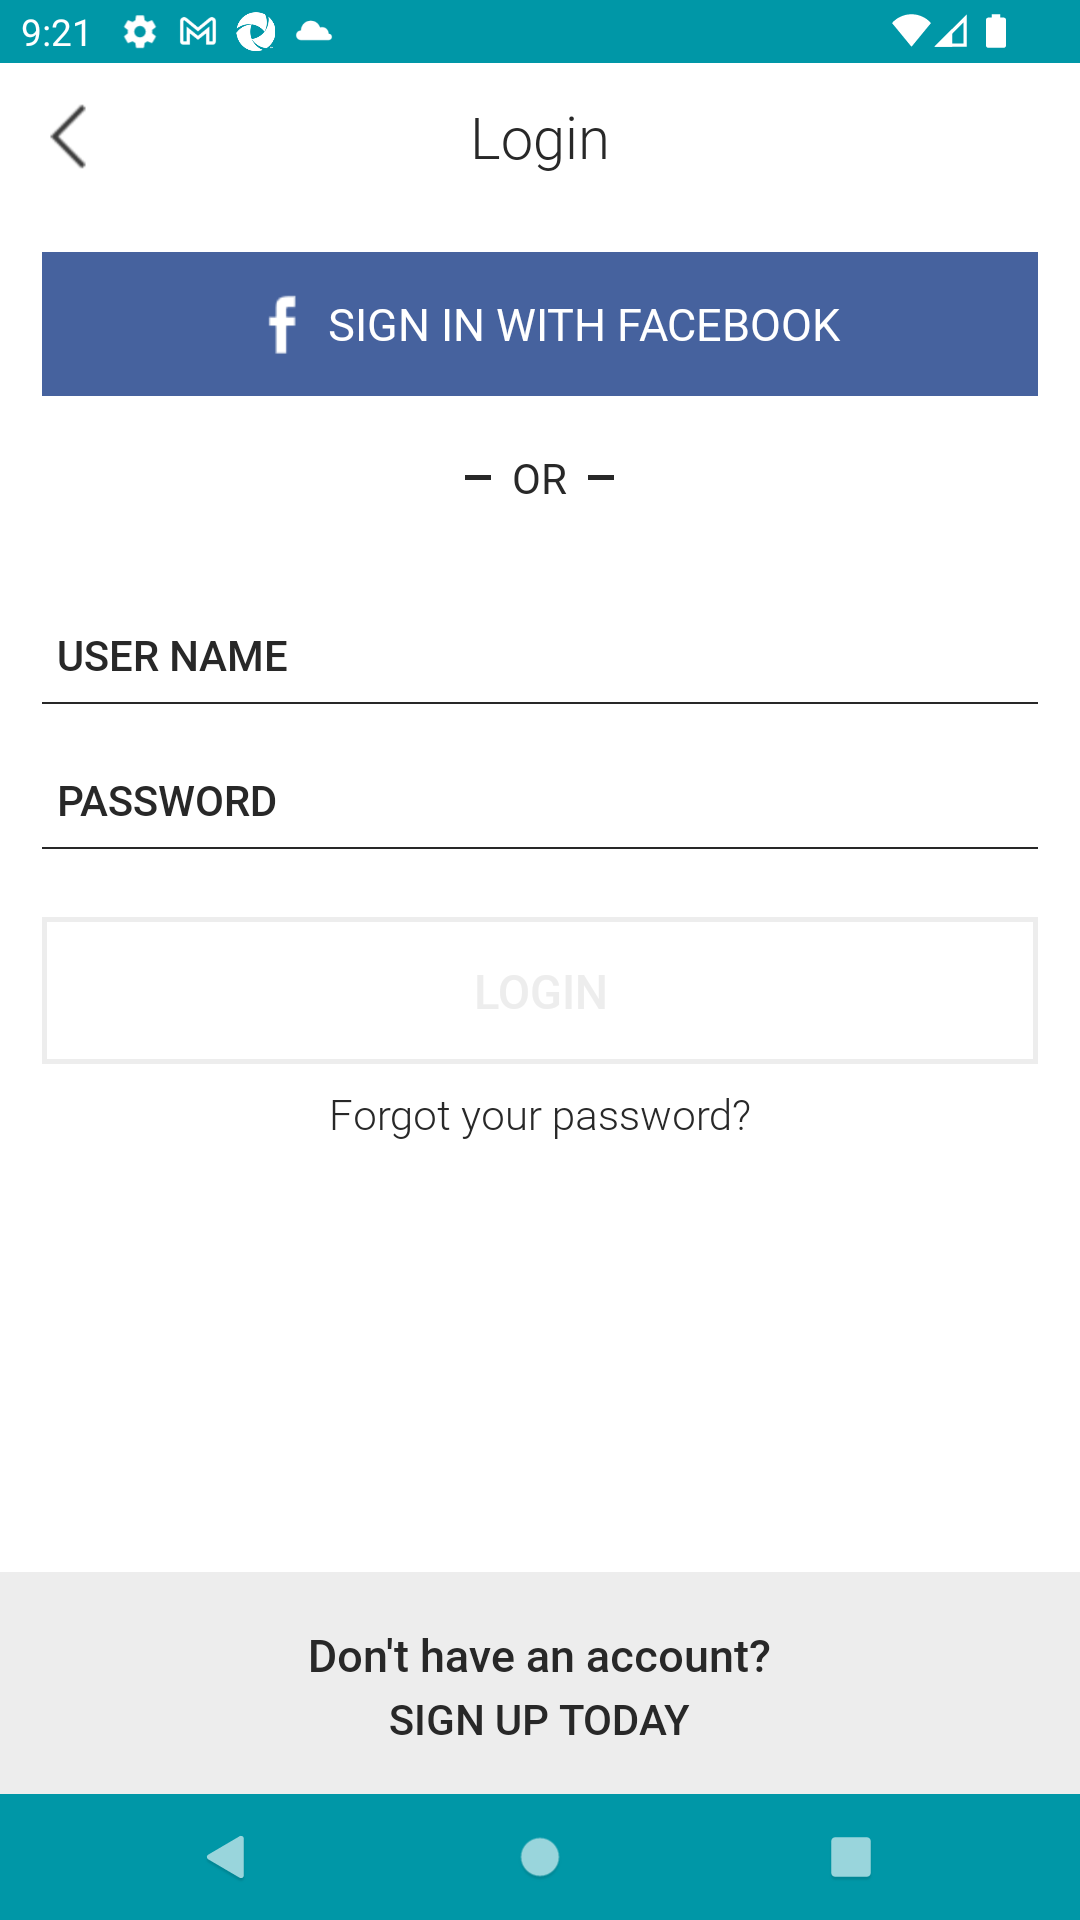 9:21
Login
SIGN IN WITH FACEBOOK
– OR –
USER NAME
PASSWORD
LOGIN
Forgot your password?
Don't have an account?
SIGN UP TODAY